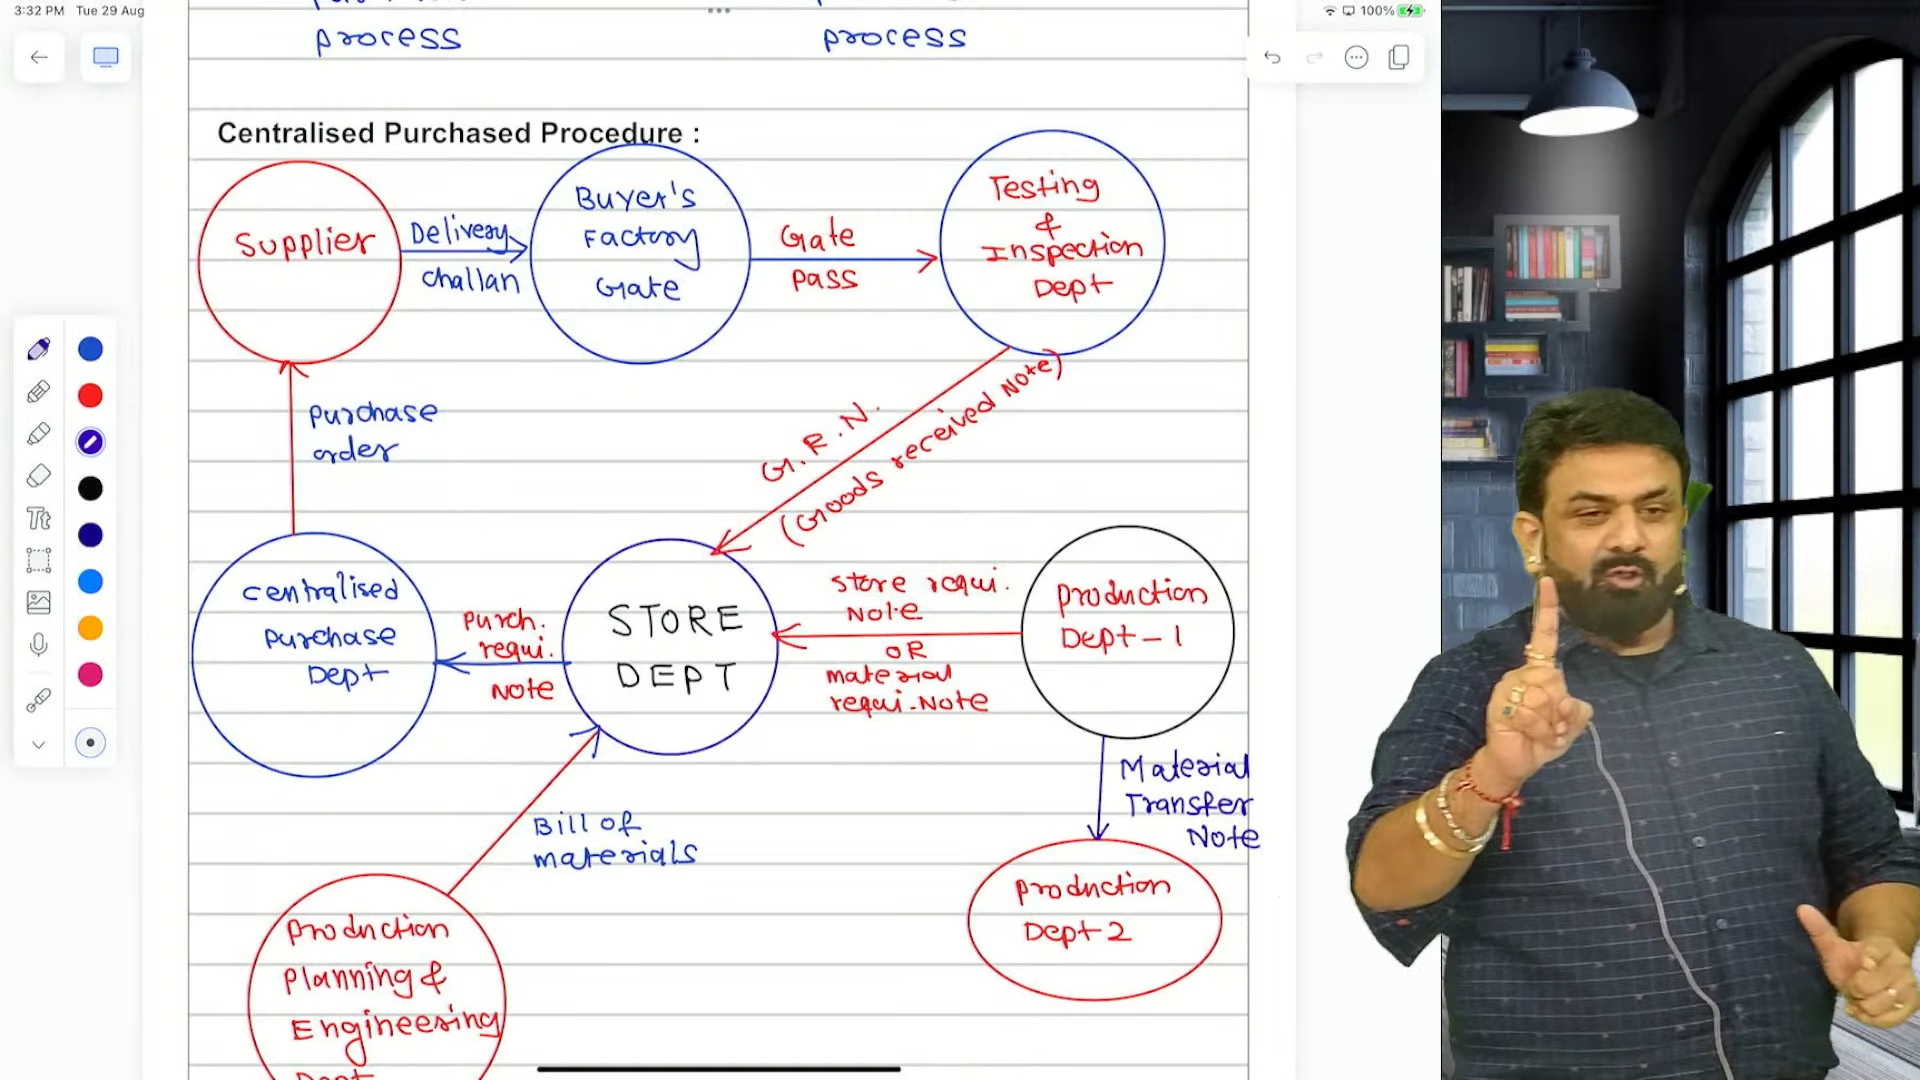 3:32 PM Tue 29 Aug
100%
process
process
Centralised Purchased Procedure :
Supplier
Delivery
challan
Buyer's
Factory
Gate
Gate
pass
Testing
&
Inspection
Dept
Purchase
order
G.R.N.
(Goods received Note)
centralised
purchase
Dept
Purch.
requi.
Note
STORE
DEPT
store requi.
Note
OR
material
requi.Note
production
Dept-1
Material
Transfer
Note
Bill of
materials
production
Dept 2
production
planning &
Engineering
Dept
Tt